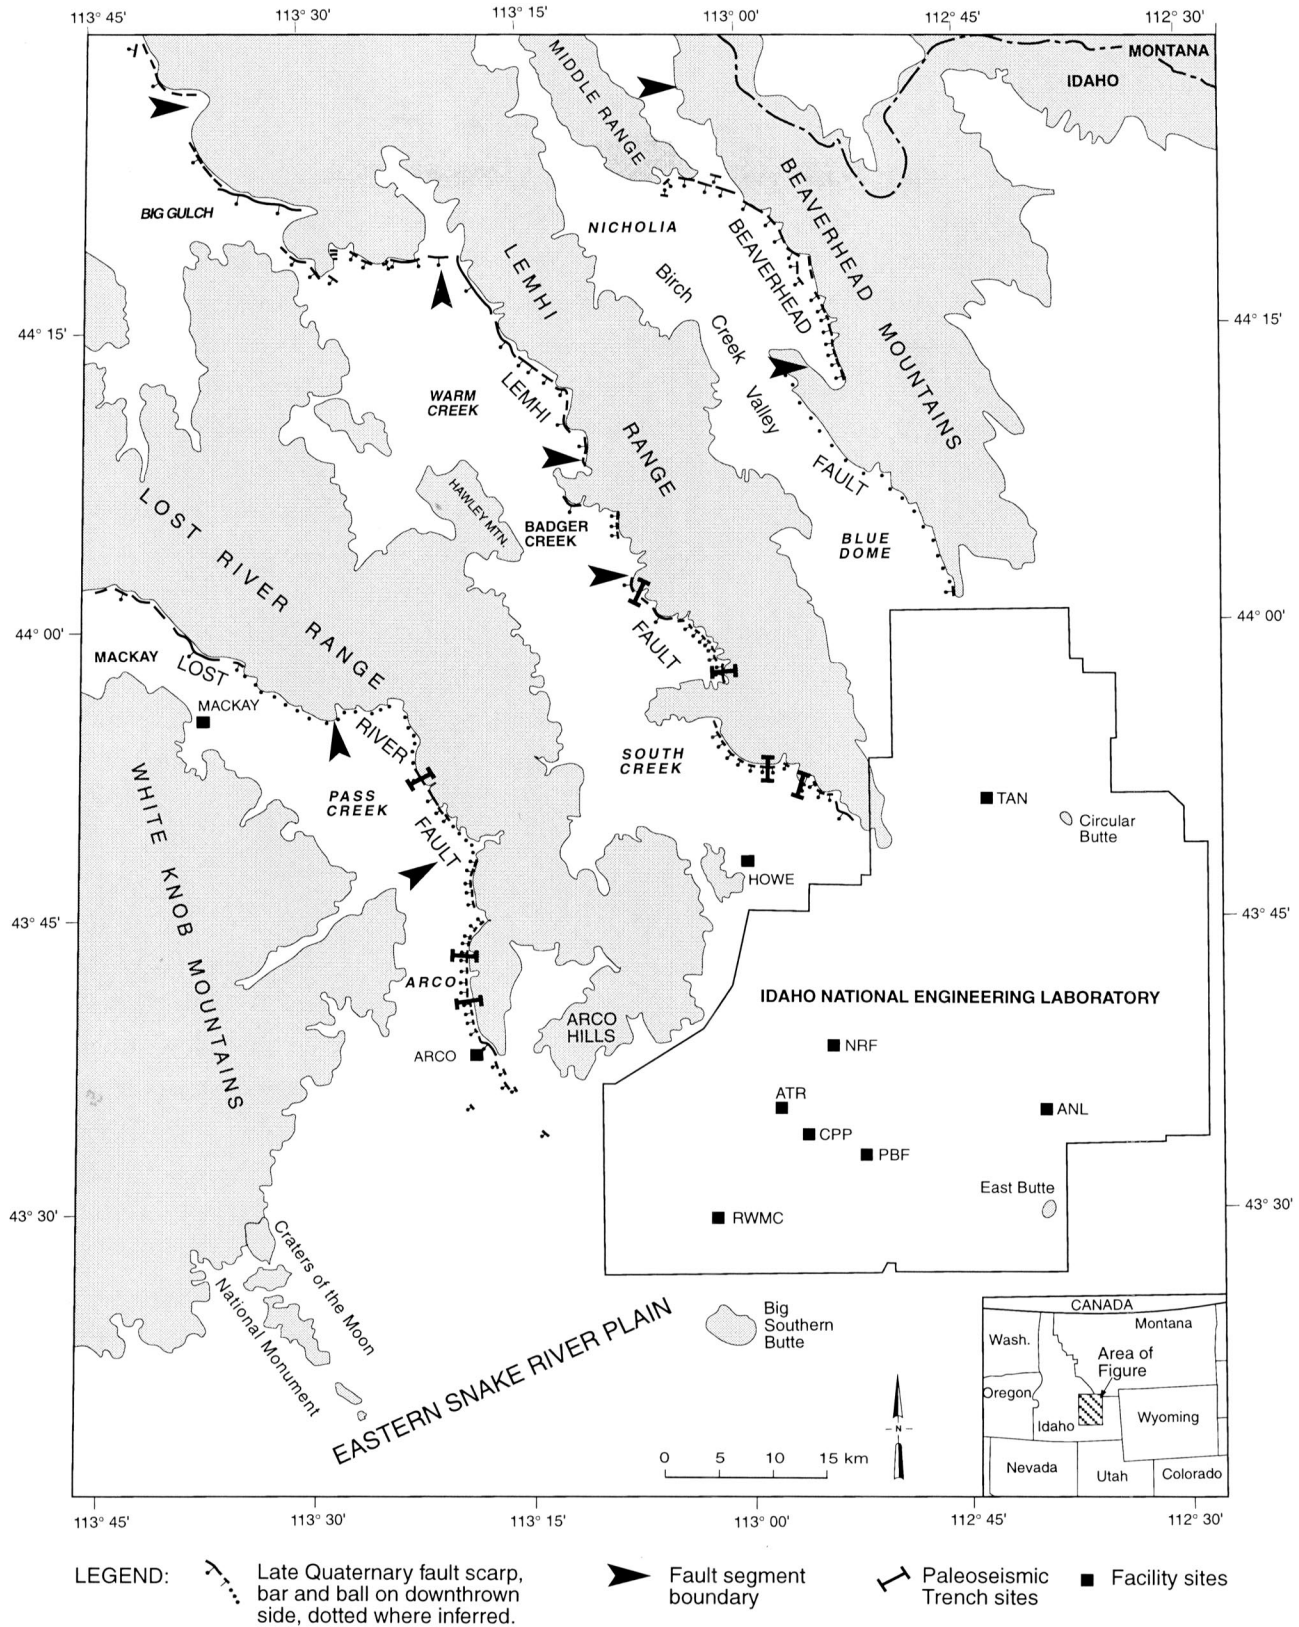 113° 45'
113° 30'
113° 15'
113° 00'
112° 45'
112° 30'
MONTANA
IDAHO
MIDDLE RANGE
BIG GULCH
NICHOLIA
BEAVERHEAD MOUNTAINS
BEAVERHEAD
FAULT
LEMHI
RANGE
Birch
Creek
Valley
44° 15'
44° 15'
WARM
CREEK
LEMHI
FAULT
HAWLEY MTN.
BADGER
CREEK
BLUE
DOME
LOST RIVER RANGE
44° 00'
44° 00'
MACKAY
LOST
RIVER
FAULT
MACKAY
PASS
CREEK
SOUTH
CREEK
WHITE KNOB MOUNTAINS
TAN
Circular
Butte
HOWE
43° 45'
43° 45'
ARCO
ARCO
HILLS
ARCO
IDAHO NATIONAL ENGINEERING LABORATORY
NRF
ATR
CPP
PBF
ANL
East Butte
RWMC
43° 30'
43° 30'
Craters of the Moon
National Monument
EASTERN SNAKE RIVER PLAIN
Big
Southern
Butte
N
0 5 10 15 km
CANADA
Wash.
Montana
Area of
Figure
Oregon
Idaho
Wyoming
Nevada
Utah
Colorado
113° 45'
113° 30'
113° 15'
113° 00'
112° 45'
112° 30'
LEGEND:
Late Quaternary fault scarp,
bar and ball on downthrown
side, dotted where inferred.
Fault segment
boundary
Paleoseismic
Trench sites
Facility sites